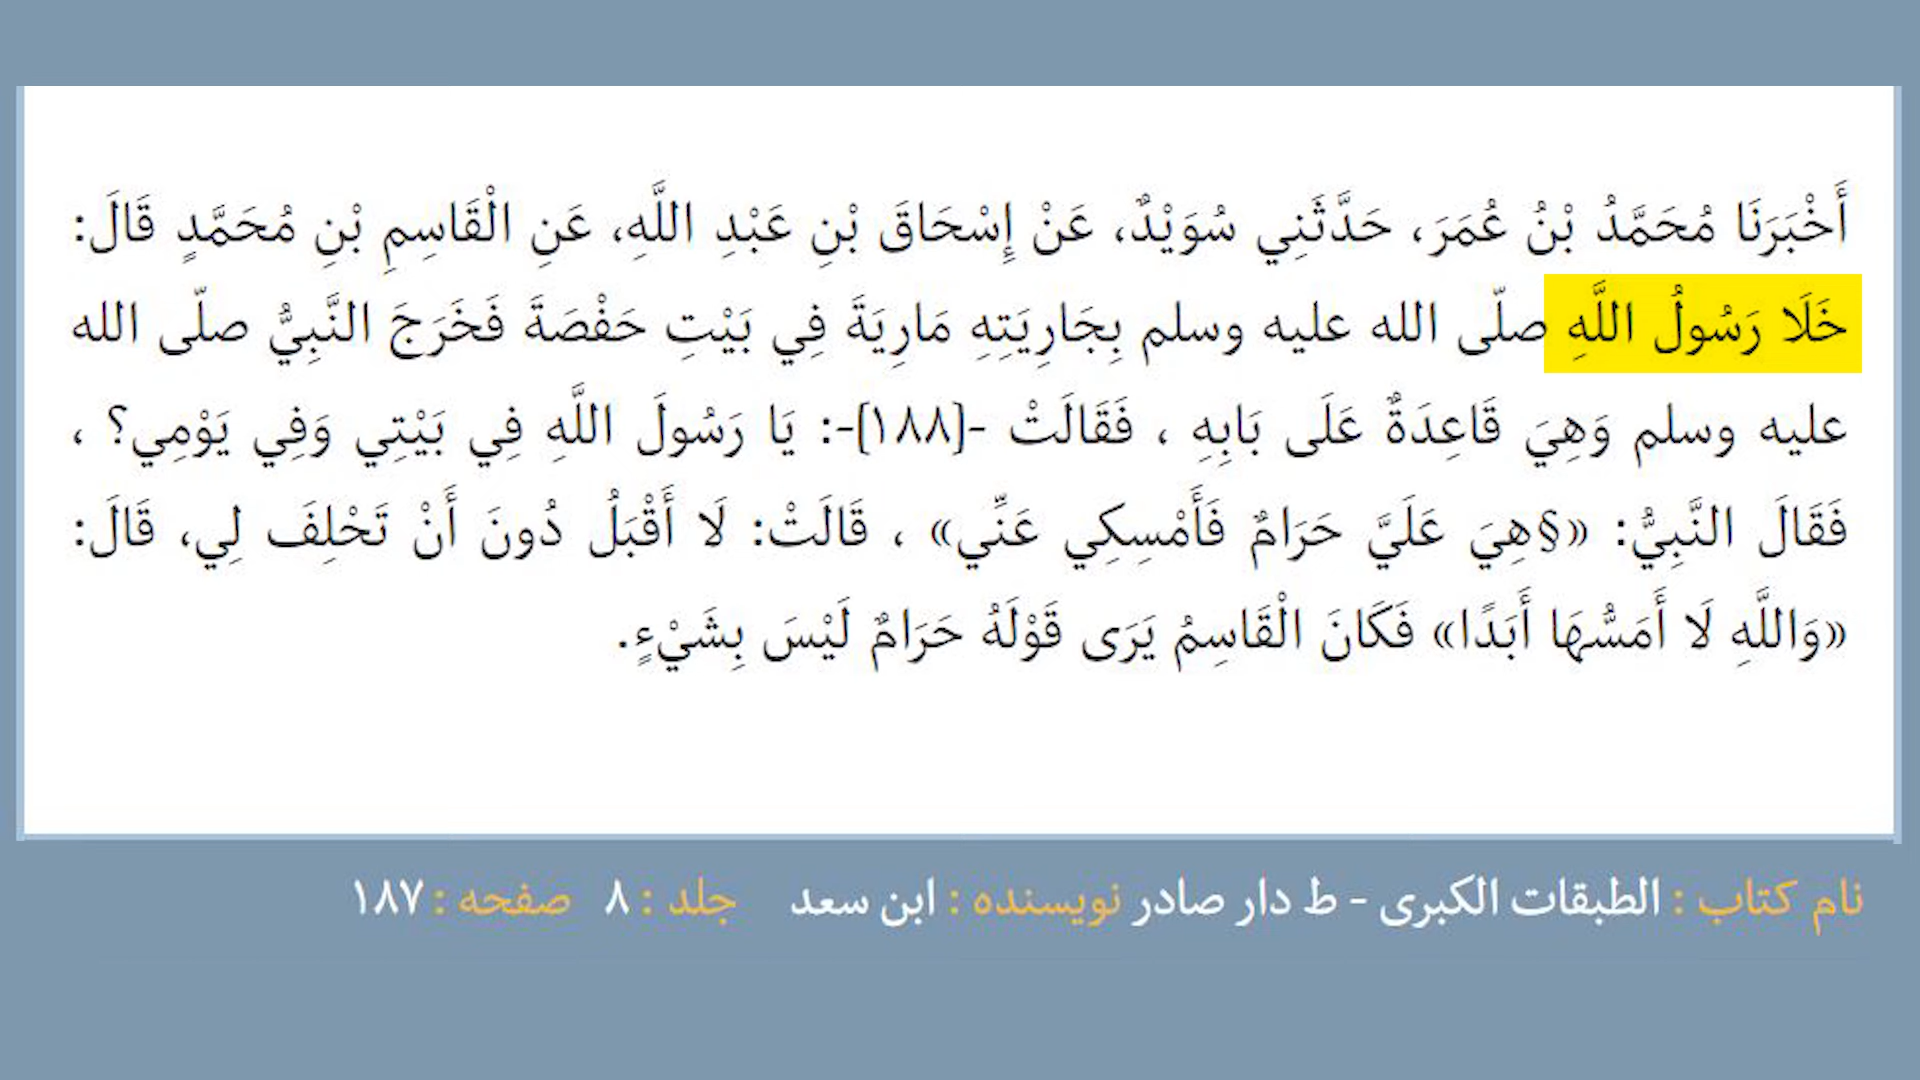 أَخْبَرَنَا مُحَمَّدُ بْنُ عُمَرَ، حَدَّثَنِي سُوَيْدٌ، عَنْ إِسْحَاقَ بْنِ عَبْدِ اللَّهِ، عَنِ الْقَاسِمِ بْنِ مُحَمَّدٍ قَالَ:
خَلَا رَسُولُ اللَّهِ صلّى الله عليه وسلم بِجَارِيَتِهِ مَارِيَةَ فِي بَيْتِ حَفْصَةَ فَخَرَجَ النَّبِيُّ صلّى الله
عليه وسلم وَهِيَ قَاعِدَةٌ عَلَى بَابِهِ ، فَقَالَتْ -[١٨٨]-: يَا رَسُولَ اللَّهِ فِي بَيْتِي وَفِي يَوْمِي؟ ،
فَقَالَ النَّبِيُّ: «§هِيَ عَلَيَّ حَرَامٌ فَأَمْسِكِي عَنِّي» ، قَالَتْ: لَا أَقْبَلُ دُونَ أَنْ تَحْلِفَ لِي، قَالَ:
«وَاللَّهِ لَا أَمَسُّهَا أَبَدًا» فَكَانَ الْقَاسِمُ يَرَى قَوْلَهُ حَرَامٌ لَيْسَ بِشَيْءٍ.
نام کتاب : الطبقات الكبرى - ط دار صادر نویسنده : ابن سعد جلد : ٨ صفحه : ١٨٧